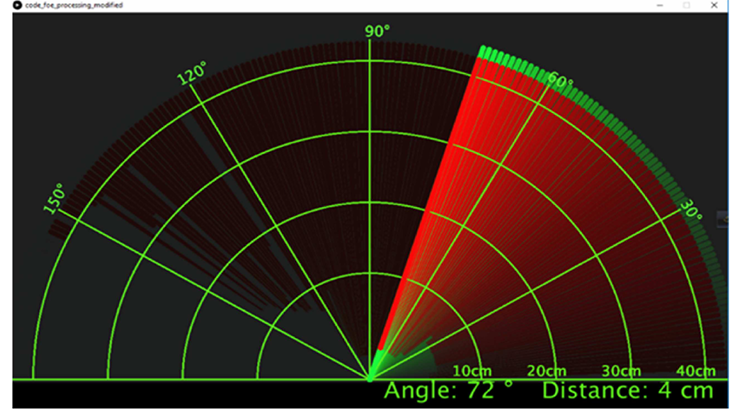 code_foe_processing_modified
90°
120°
60°
150°
30°
10cm 20cm 30cm 40cm
Angle: 72 ° Distance: 4 cm